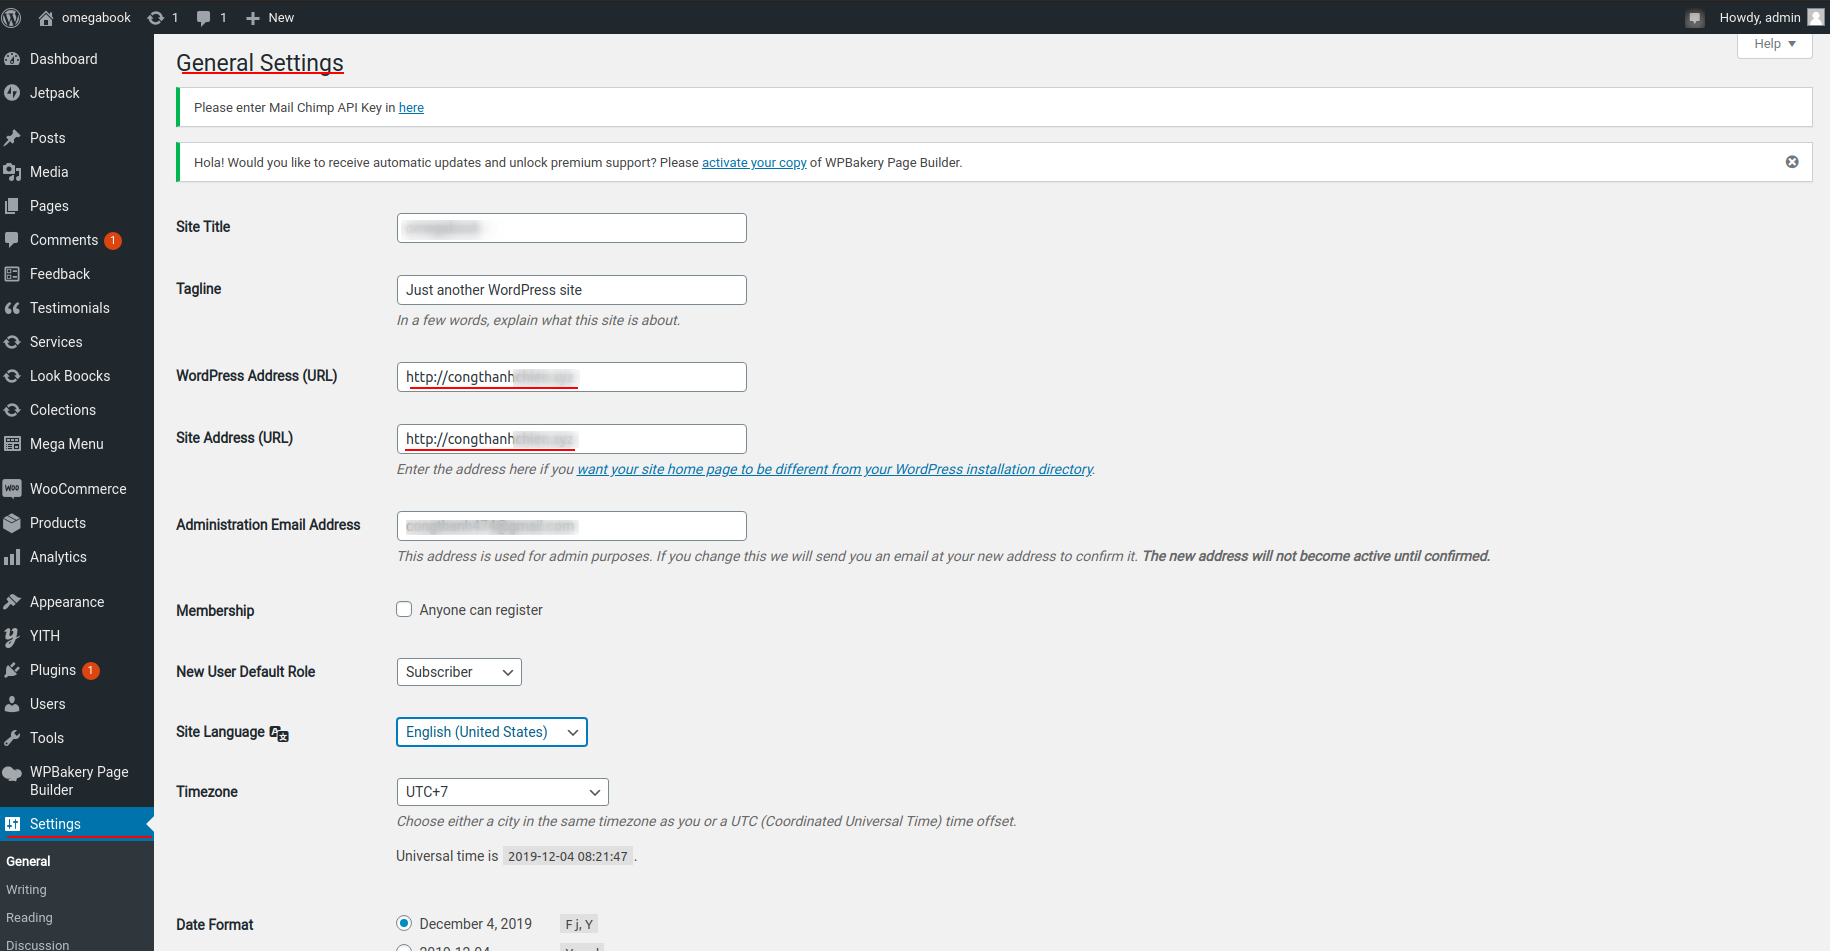 omegabook 1 1 New Howdy, admin
Help
Dashboard
Jetpack
Posts
Media
Pages
Comments 1
Feedback
Testimonials
Services
Look Boocks
Colections
Mega Menu
WooCommerce
Products
Analytics
Appearance
YITH
Plugins 1
Users
Tools
WPBakery Page
Builder
Settings
General
Writing
Reading
Discussion
General Settings
Please enter Mail Chimp API Key in here
Hola! Would you like to receive automatic updates and unlock premium support? Please activate your copy of WPBakery Page Builder.
Site Title
Tagline Just another WordPress site
In a few words, explain what this site is about.
WordPress Address (URL) http://congthanh
Site Address (URL) http://congthanh
Enter the address here if you want your site home page to be different from your WordPress installation directory.
Administration Email Address
This address is used for admin purposes. If you change this we will send you an email at your new address to confirm it. The new address will not become active until confirmed.
Membership Anyone can register
New User Default Role Subscriber
Site Language English (United States)
Timezone UTC+7
Choose either a city in the same timezone as you or a UTC (Coordinated Universal Time) time offset.
Universal time is 2019-12-04 08:21:47 .
Date Format December 4, 2019 F j, Y